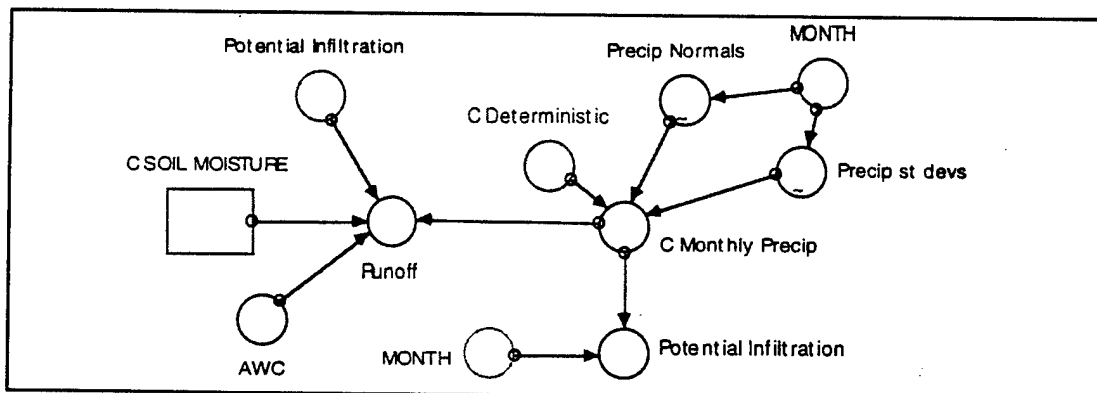 MONTH
Potential Infiltration
Precip Normals
C Deterministic
C SOIL MOISTURE
Precip st devs
~
~
C Monthly Precip
Runoff
Potential Infiltration
MONTH
AWC